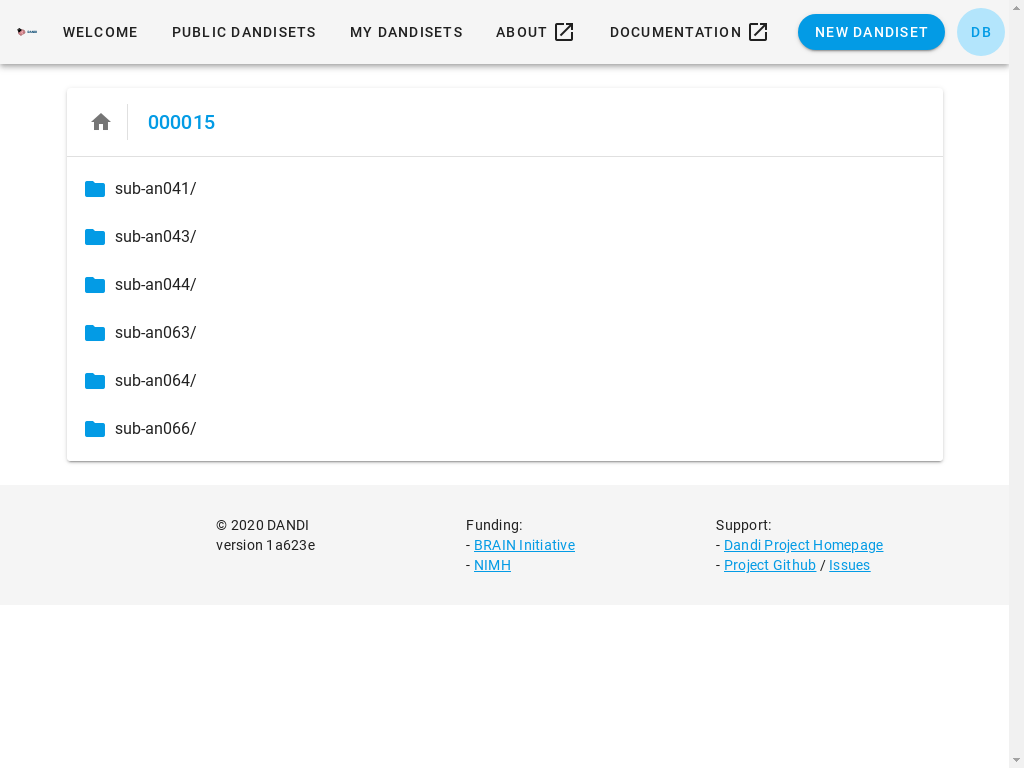 DANDI
WELCOME
PUBLIC DANDISETS
MY DANDISETS
ABOUT
DOCUMENTATION
NEW DANDISET
DB
000015
sub-an041/
sub-an043/
sub-an044/
sub-an063/
sub-an064/
sub-an066/
© 2020 DANDI
version 1a623e
Funding:
- BRAIN Initiative
- NIMH
Support:
- Dandi Project Homepage
- Project Github / Issues